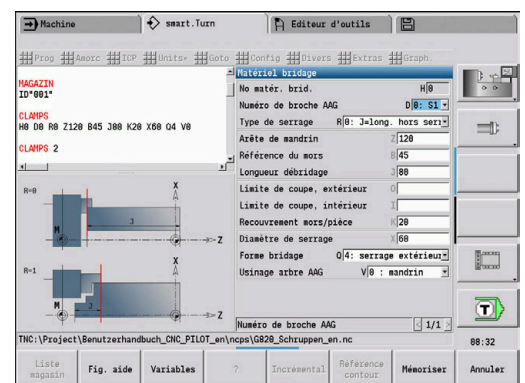 Machine
smart.Turn
Editeur d'outils
Prog Amorc ICP Units» Goto Config Divers Extras Graph.
MAGAZIN
ID"001"
CLAMPS
H0 D0 R0 Z120 B45 J80 K20 X60 Q4 V0
CLAMPS 2
Matériel bridage
No matér. brid. H 0
Numéro de broche AAG D 0: S1
Type de serrage R 0: J=long. hors serr
Arête de mandrin Z 120
Référence du mors B 45
Longueur débridage J 80
Limite de coupe, extérieur O
Limite de coupe, intérieur I
Recouvrement mors/pièce K 20
Diamètre de serrage X 60
Forme bridage Q 4: serrage extérieur
Usinage arbre AAG V 0 : mandrin
R=0
X
J
M
Z
R=1
X
M
J
Z
Numéro de broche AAG
1/1
T
TNC:\Project\Benutzerhandbuch_CNC_PILOT_en\ncps\G820_Schruppen_en.nc
08:32
Liste magasin
Fig. aide
Variables
?
Incrémental
Référence contour
Mémoriser
Annuler